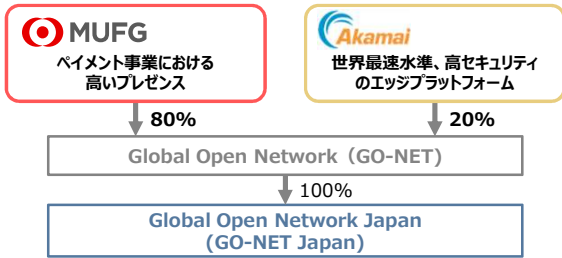 MUFG
ペイメント事業における
高いプレゼンス
Akamai
世界最速水準、高セキュリティ
のエッジプラットフォーム
80%
20%
Global Open Network（GO-NET）
100%
Global Open Network Japan
(GO-NET Japan)